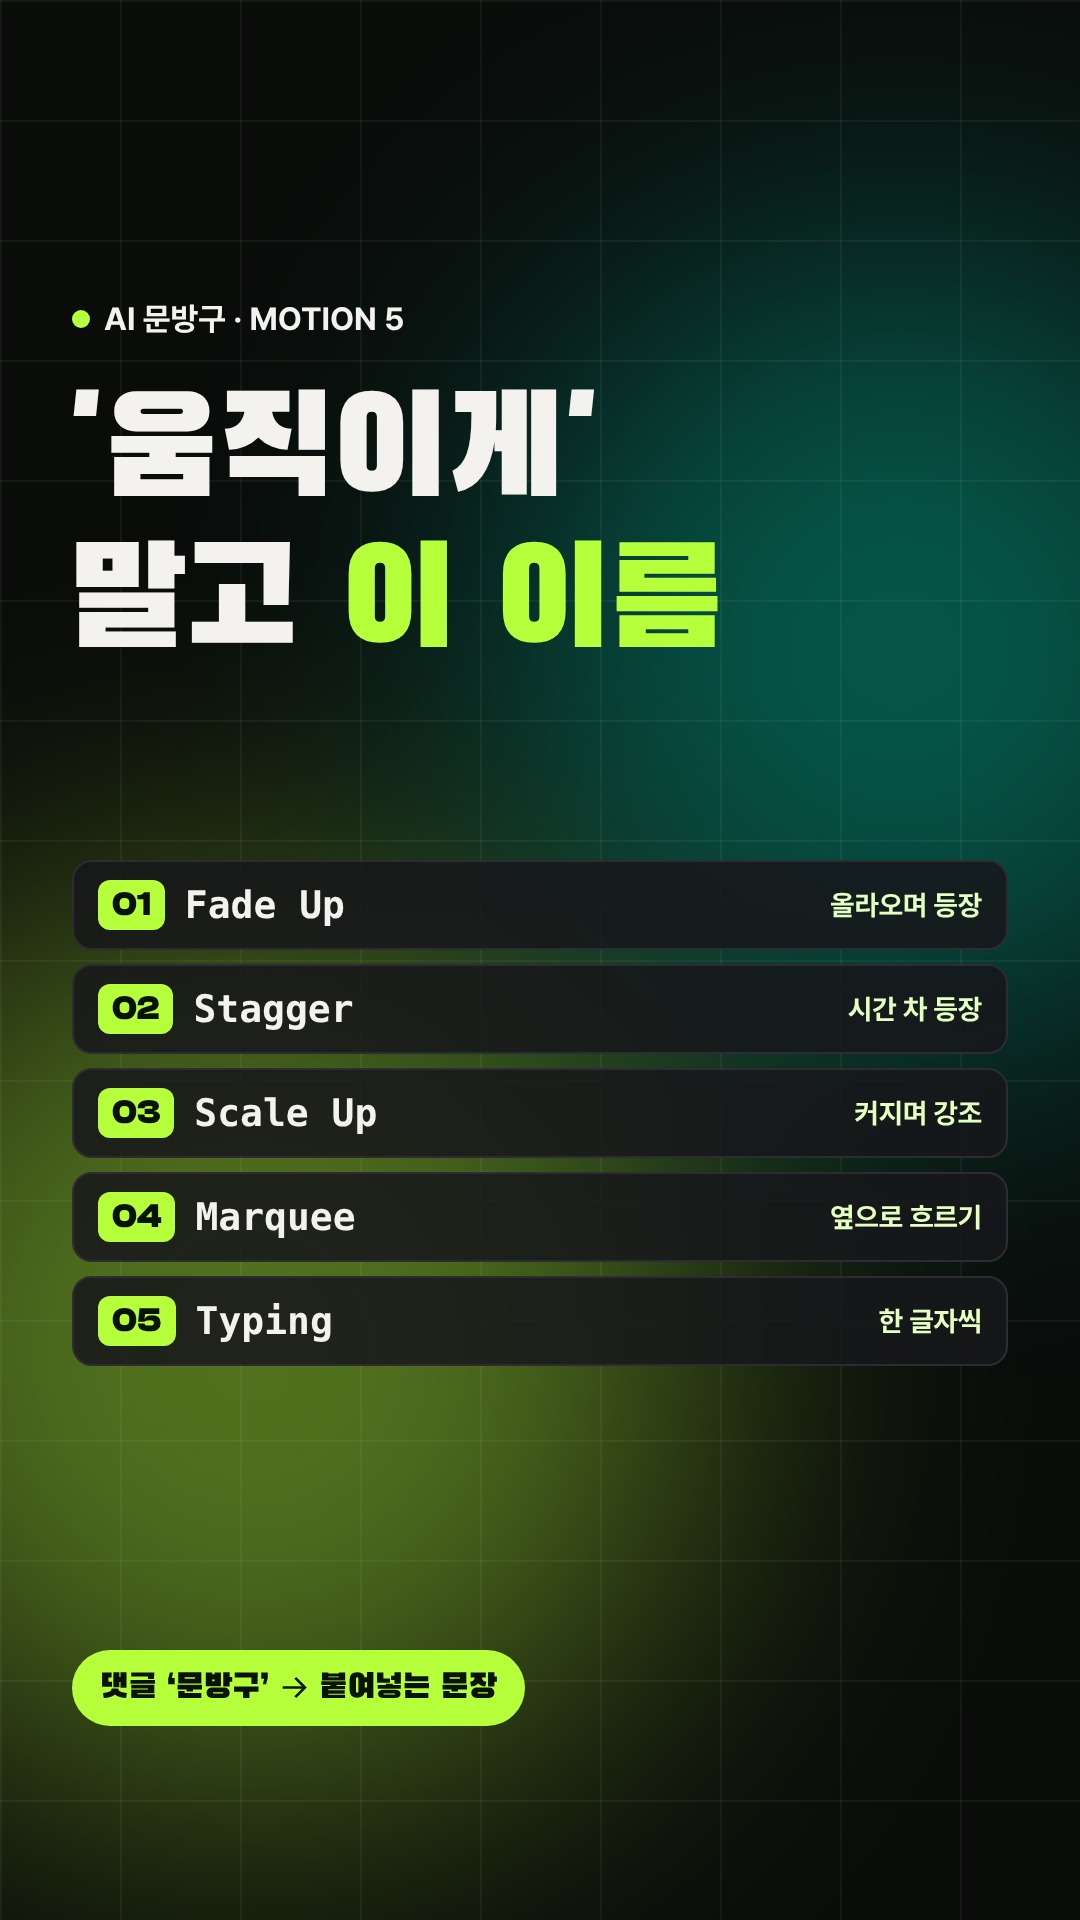 AI 문방구 · MOTION 5
'움직이게'
말고 이 이름
01 Fade Up 올라오며 등장
02 Stagger 시간 차 등장
03 Scale Up 커지며 강조
04 Marquee 옆으로 흐르기
05 Typing 한 글자씩
댓글 ‘문방구’ → 붙여넣는 문장